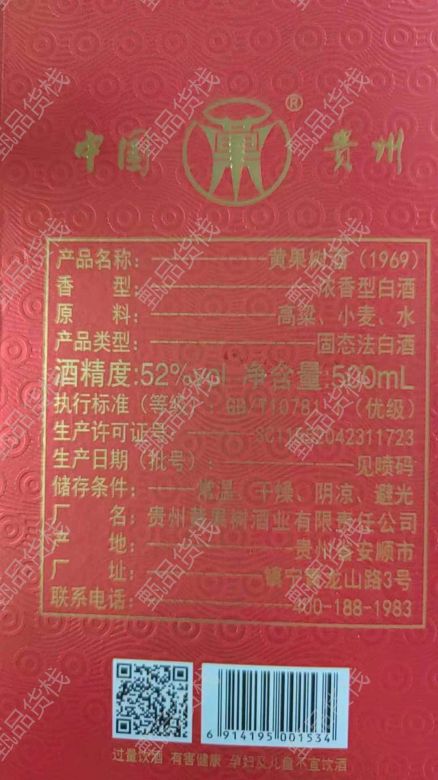 中国 ® 贵州
产品名称：黄果树酒（1969）
香 型：浓香型白酒
原 料：高粱、小麦、水
产品类型：固态法白酒
酒精度:52%vol 净含量:500mL
执行标准（等级）：GB/T10781.1（优级）
生产许可证号：SC11552042311723
生产日期（批号）：见喷码
储存条件：常温、干燥、阴凉、避光
厂 名：贵州黄果树酒业有限责任公司
产 地：贵州省安顺市
厂 址：镇宁县龙山路3号
联系电话：400-188-1983
6 914195 001534
过量饮酒 有害健康 孕妇及儿童不宜饮酒
甄品货栈